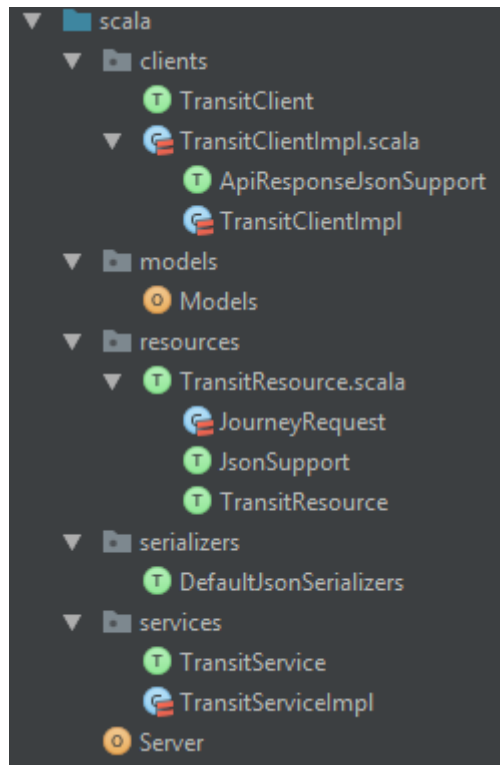 scala
clients
T TransitClient
C TransitClientImpl.scala
T ApiResponseJsonSupport
C TransitClientImpl
models
O Models
resources
T TransitResource.scala
C JourneyRequest
T JsonSupport
T TransitResource
serializers
T DefaultJsonSerializers
services
T TransitService
C TransitServiceImpl
O Server